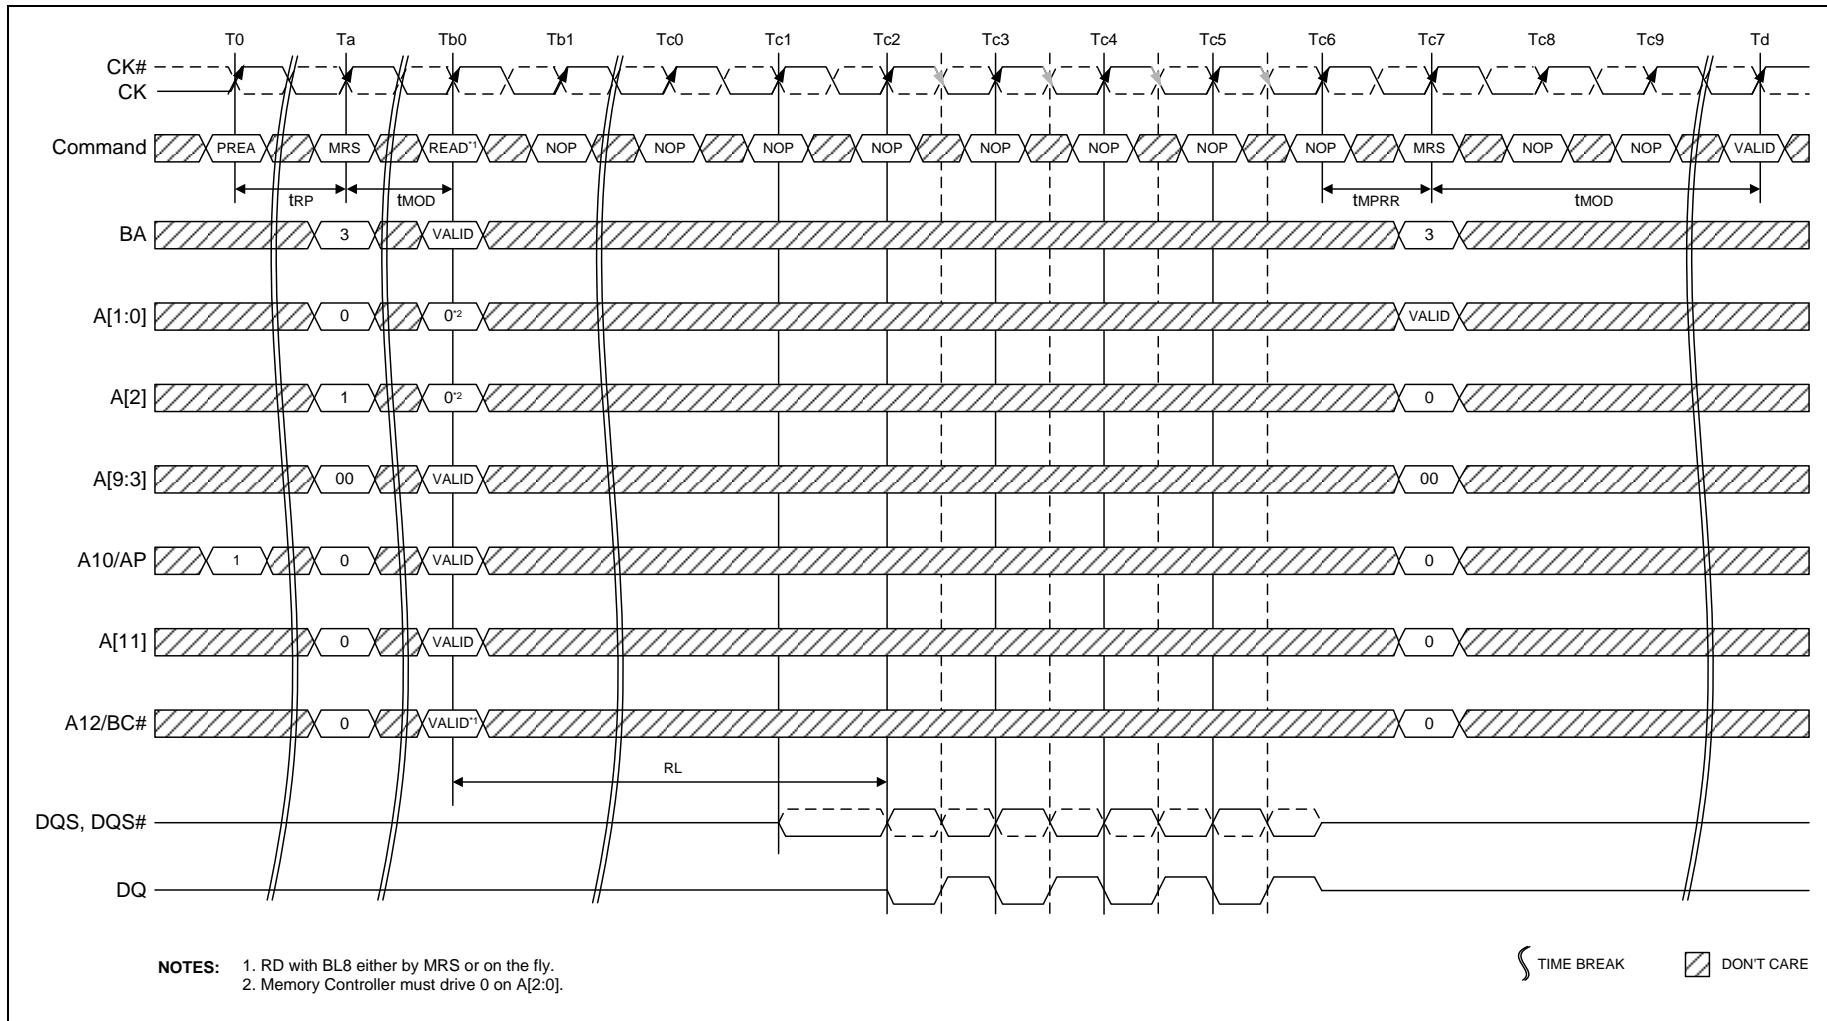 T0 Ta Tb0 Tb1 Tc0 Tc1 Tc2 Tc3 Tc4 Tc5 Tc6 Tc7 Tc8 Tc9 Td
CK#
CK
Command PREA MRS READ*1 NOP NOP NOP NOP NOP NOP NOP NOP MRS NOP NOP VALID
tRP tMOD tMPRR tMOD
BA 3 VALID 3
A[1:0] 0 0*2 VALID
A[2] 1 0*2 0
A[9:3] 00 VALID 00
A10/AP 1 0 VALID 0
A[11] 0 VALID 0
A12/BC# 0 VALID*1 0
RL
DQS, DQS#
DQ
NOTES: 1. RD with BL8 either by MRS or on the fly.
2. Memory Controller must drive 0 on A[2:0].
TIME BREAK DON'T CARE